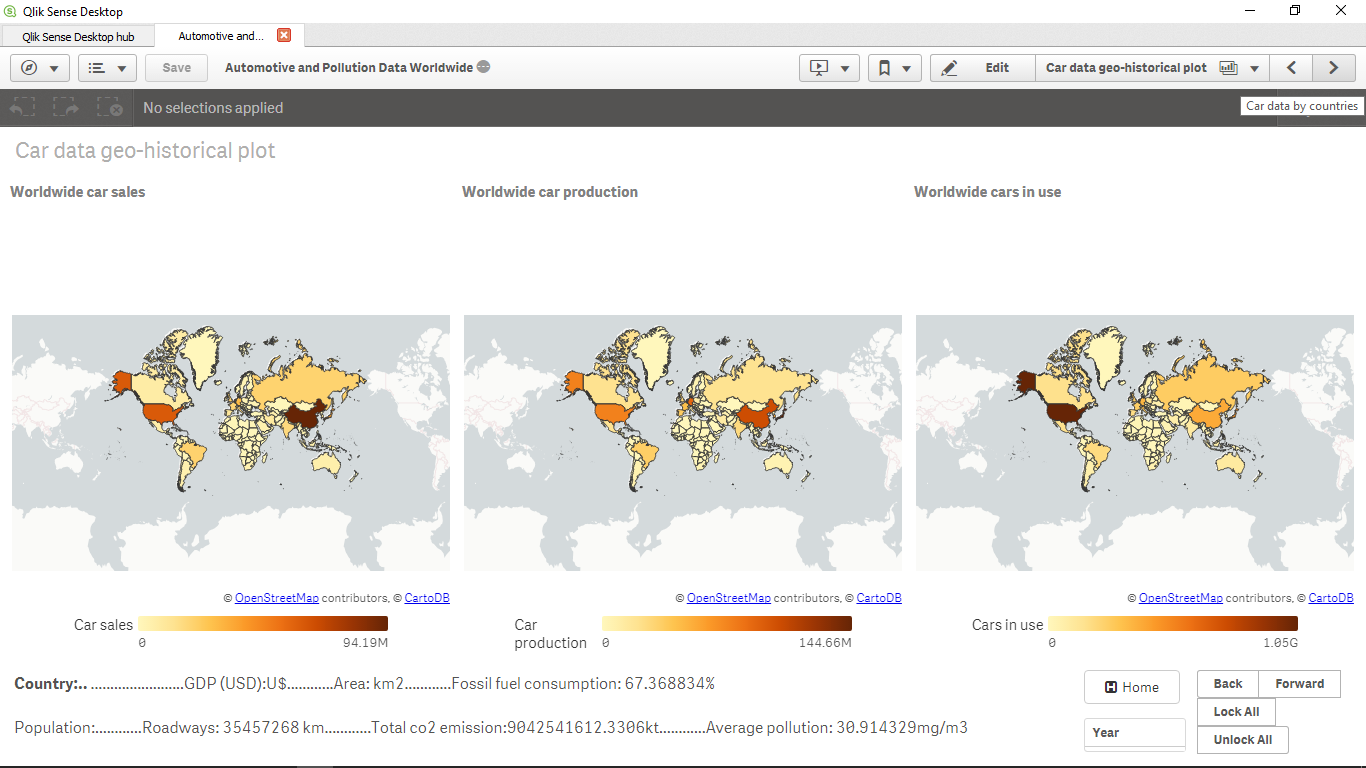 Qlik Sense Desktop
Qlik Sense Desktop hub
Automotive and...
Save
Automotive and Pollution Data Worldwide
Edit
Car data geo-historical plot
No selections applied
Car data by countries
Car data geo-historical plot
Worldwide car sales
Worldwide car production
Worldwide cars in use
© OpenStreetMap contributors, © CartoDB
© OpenStreetMap contributors, © CartoDB
© OpenStreetMap contributors, © CartoDB
Car sales
0 94.19M
Car production
0 144.66M
Cars in use
0 1.05G
Country:.. ........................GDP (USD):U$............Area: km2............Fossil fuel consumption: 67.368834%
Population:............Roadways: 35457268 km............Total co2 emission:9042541612.3306kt............Average pollution: 30.914329mg/m3
Home
Year
Back
Forward
Lock All
Unlock All